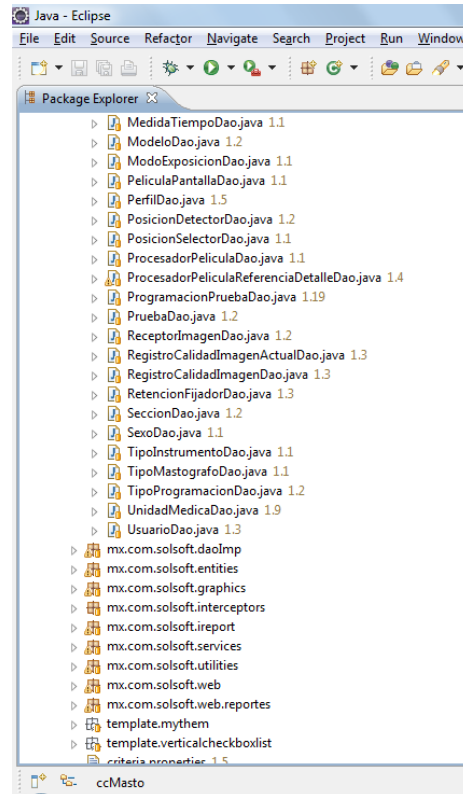 Java - Eclipse
File Edit Source Refactor Navigate Search Project Run Window
Package Explorer
MedidaTiempoDao.java 1.1
ModeloDao.java 1.2
ModoExposicionDao.java 1.1
PeliculaPantallaDao.java 1.1
PerfilDao.java 1.5
PosicionDetectorDao.java 1.2
PosicionSelectorDao.java 1.1
ProcesadorPeliculaDao.java 1.1
ProcesadorPeliculaReferenciaDetalleDao.java 1.4
ProgramacionPruebaDao.java 1.19
PruebaDao.java 1.2
ReceptorImagenDao.java 1.2
RegistroCalidadImagenActualDao.java 1.3
RegistroCalidadImagenDao.java 1.3
RetencionFijadorDao.java 1.3
SeccionDao.java 1.2
SexoDao.java 1.1
TipoInstrumentoDao.java 1.1
TipoMastografoDao.java 1.1
TipoProgramacionDao.java 1.2
UnidadMedicaDao.java 1.9
UsuarioDao.java 1.3
mx.com.solsoft.daoImp
mx.com.solsoft.entities
mx.com.solsoft.graphics
mx.com.solsoft.interceptors
mx.com.solsoft.ireport
mx.com.solsoft.services
mx.com.solsoft.utilities
mx.com.solsoft.web
mx.com.solsoft.web.reportes
template.mythem
template.verticalcheckboxlist
criteria.properties 1.5
ccMasto